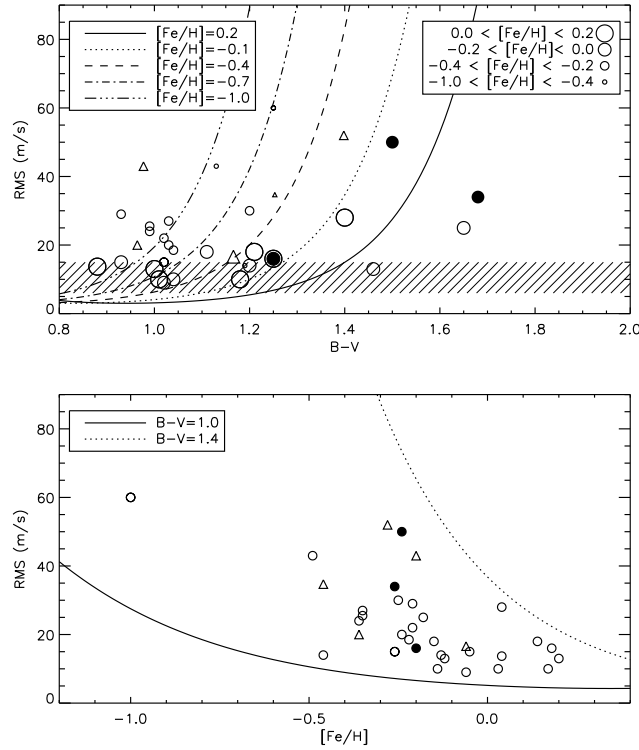 [Fe/H]=0.2
[Fe/H]=−0.1
[Fe/H]=−0.4
[Fe/H]=−0.7
[Fe/H]=−1.0
0.0 < [Fe/H] < 0.2
−0.2 < [Fe/H]< 0.0
−0.4 < [Fe/H] < −0.2
−1.0 < [Fe/H] < −0.4
80
60
40
20
0
RMS (m/s)
0.8 1.0 1.2 1.4 1.6 1.8 2.0
B−V
B−V=1.0
B−V=1.4
80
60
40
20
0
RMS (m/s)
−1.0 −0.5 0.0
[Fe/H]